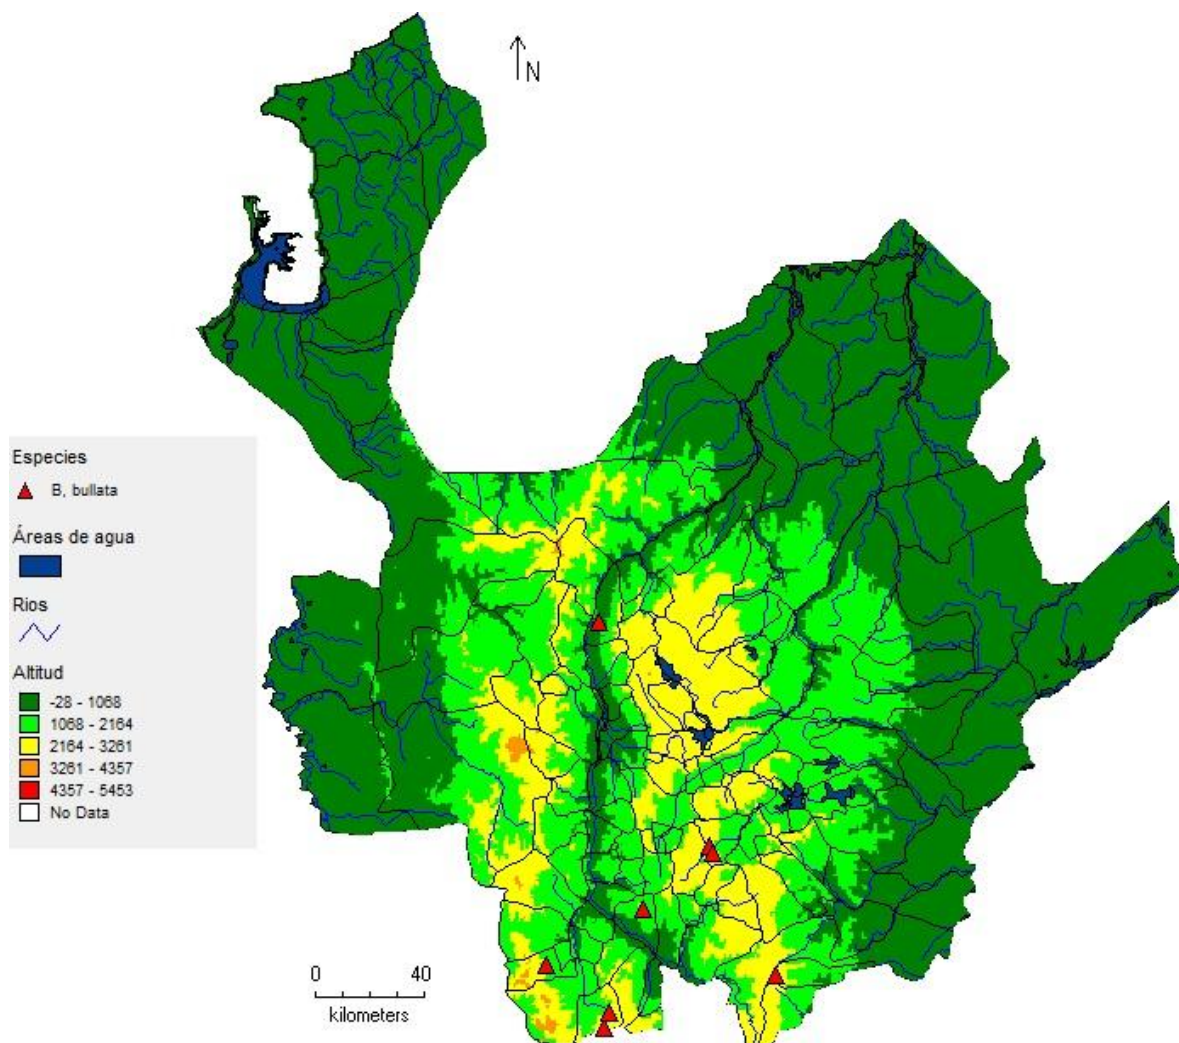 N
Especies
B, bullata
Áreas de agua
Rios
Altitud
-28 - 1068
1068 - 2164
2164 - 3261
3261 - 4357
4357 - 5453
No Data
0 40
kilometers